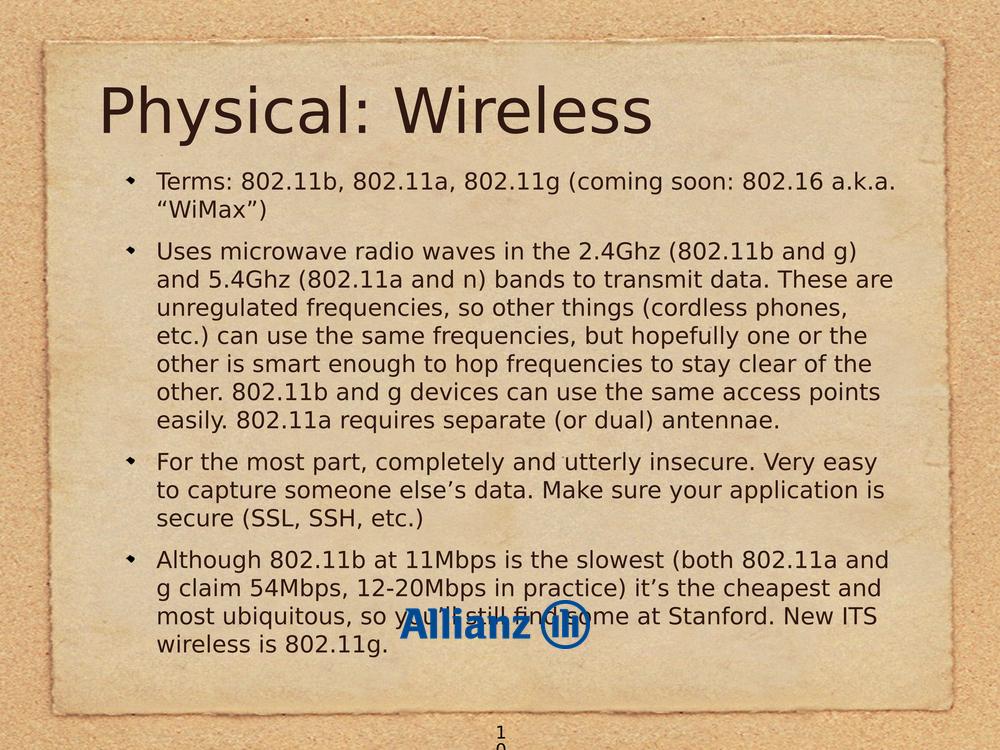 Physical: Wireless
Terms: 802.11b, 802.11a, 802.11g (coming soon: 802.16 a.k.a.
“WiMax”)
Uses microwave radio waves in the 2.4Ghz (802.11b and g)
and 5.4Ghz (802.11a and n) bands to transmit data. These are
unregulated frequencies, so other things (cordless phones,
etc.) can use the same frequencies, but hopefully one or the
other is smart enough to hop frequencies to stay clear of the
other. 802.11b and g devices can use the same access points
easily. 802.11a requires separate (or dual) antennae.
For the most part, completely and utterly insecure. Very easy
to capture someone else’s data. Make sure your application is
secure (SSL, SSH, etc.)
Although 802.11b at 11Mbps is the slowest (both 802.11a and
g claim 54Mbps, 12-20Mbps in practice) it’s the cheapest and
most ubiquitous, so you’ll still find some at Stanford. New ITS
Allianz
wireless is 802.11g.
1
0